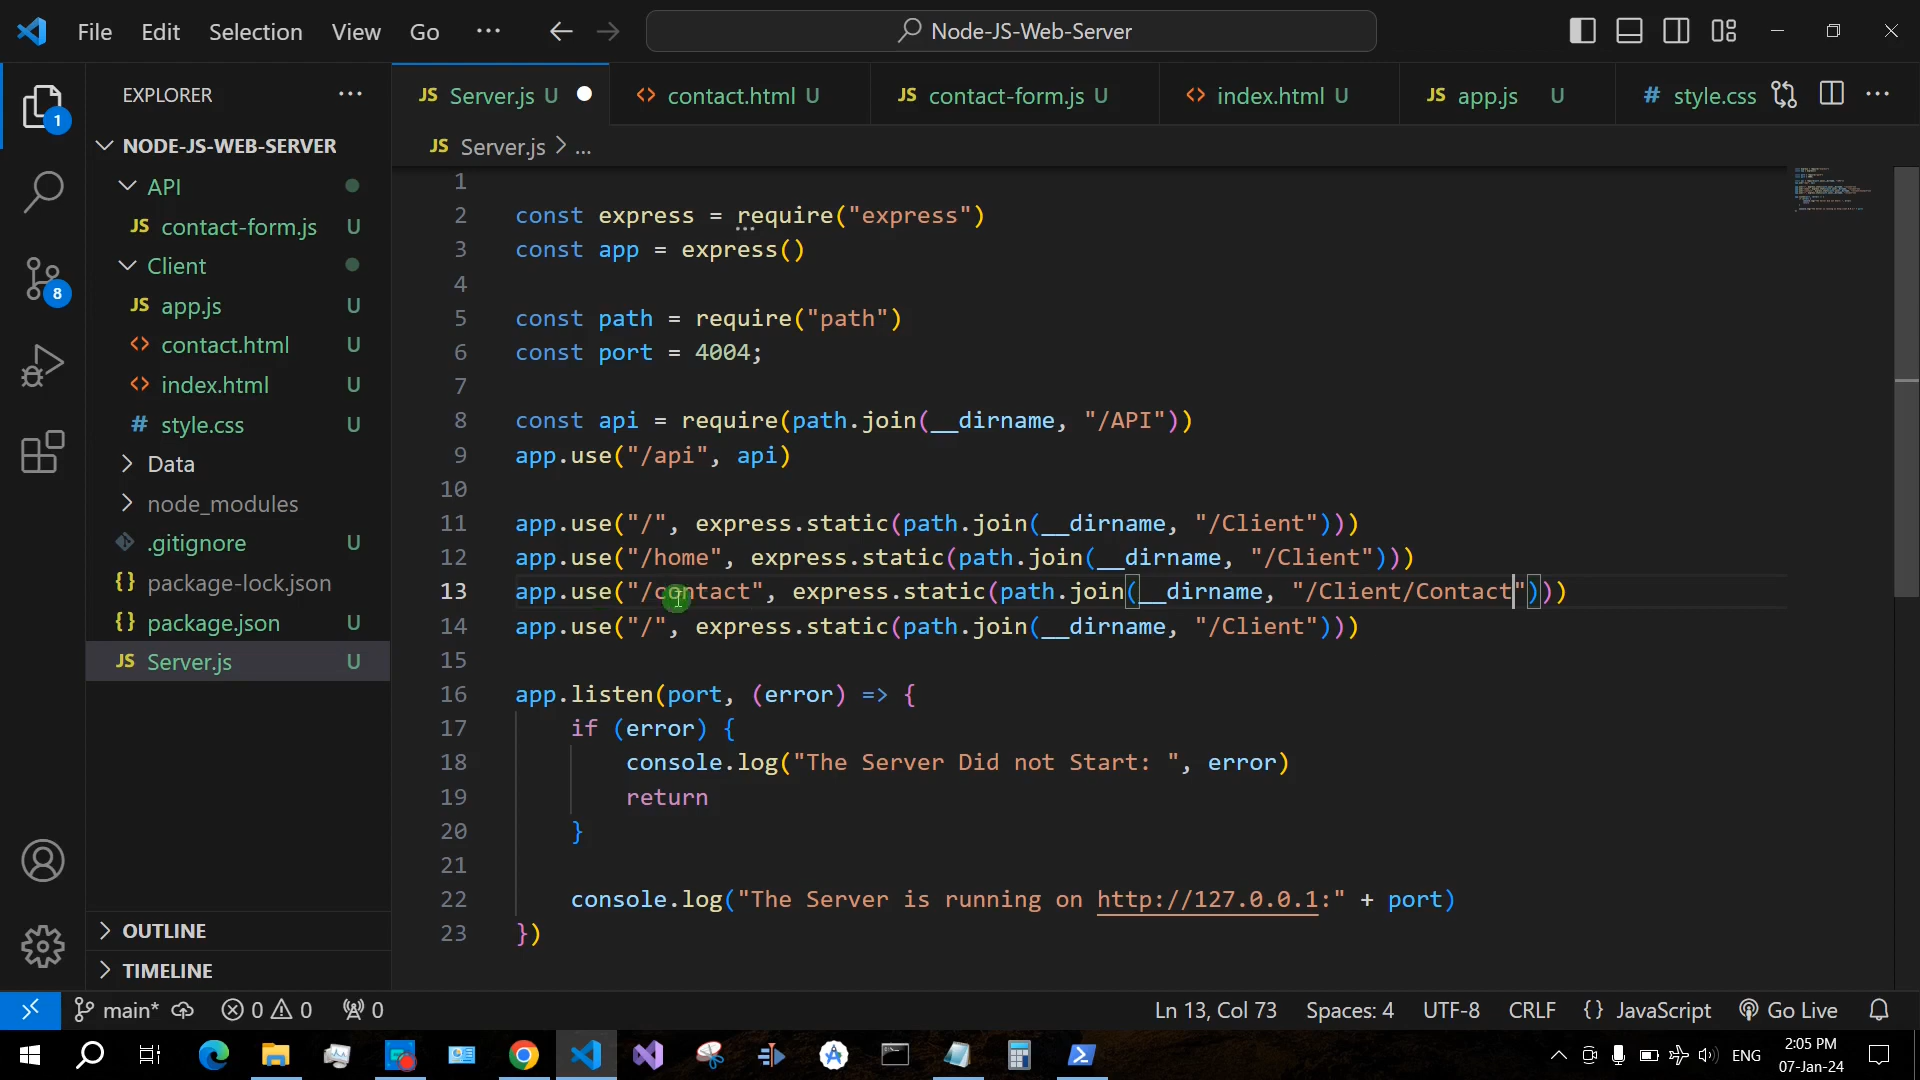 File Edit Selection View Go ··· Node-JS-Web-Server
1 EXPLORER ···
NODE-JS-WEB-SERVER
API
JS contact-form.js U
Client
JS app.js U
<> contact.html U
<> index.html U
# style.css U
Data
node_modules
.gitignore U
{} package-lock.json
{} package.json U
JS Server.js U
OUTLINE
TIMELINE
8
JS Server.js U <> contact.html U JS contact-form.js U <> index.html U JS app.js U # style.css ···
JS Server.js > ...
1
2 const express = require("express")
3 const app = express()
4
5 const path = require("path")
6 const port = 4004;
7
8 const api = require(path.join(__dirname, "/API"))
9 app.use("/api", api)
10
11 app.use("/", express.static(path.join(__dirname, "/Client")))
12 app.use("/home", express.static(path.join(__dirname, "/Client")))
13 app.use("/contact", express.static(path.join(__dirname, "/Client/Contact")))
14 app.use("/", express.static(path.join(__dirname, "/Client")))
15
16 app.listen(port, (error) => {
17 if (error) {
18 console.log("The Server Did not Start: ", error)
19 return
20 }
21
22 console.log("The Server is running on http://127.0.0.1:" + port)
23 })
main* 0 0 0 Ln 13, Col 73 Spaces: 4 UTF-8 CRLF {} JavaScript Go Live
ENG 2:05 PM
07-Jan-24